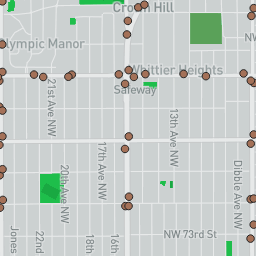 Crown Hill
Olympic Manor
NW
Whittier Heights
Safeway
21st Ave NW
13th Ave NW
17th Ave NW
20th Ave NW
Dibble Ave NW
NW 73rd St
Jones
22nd
18th
16th